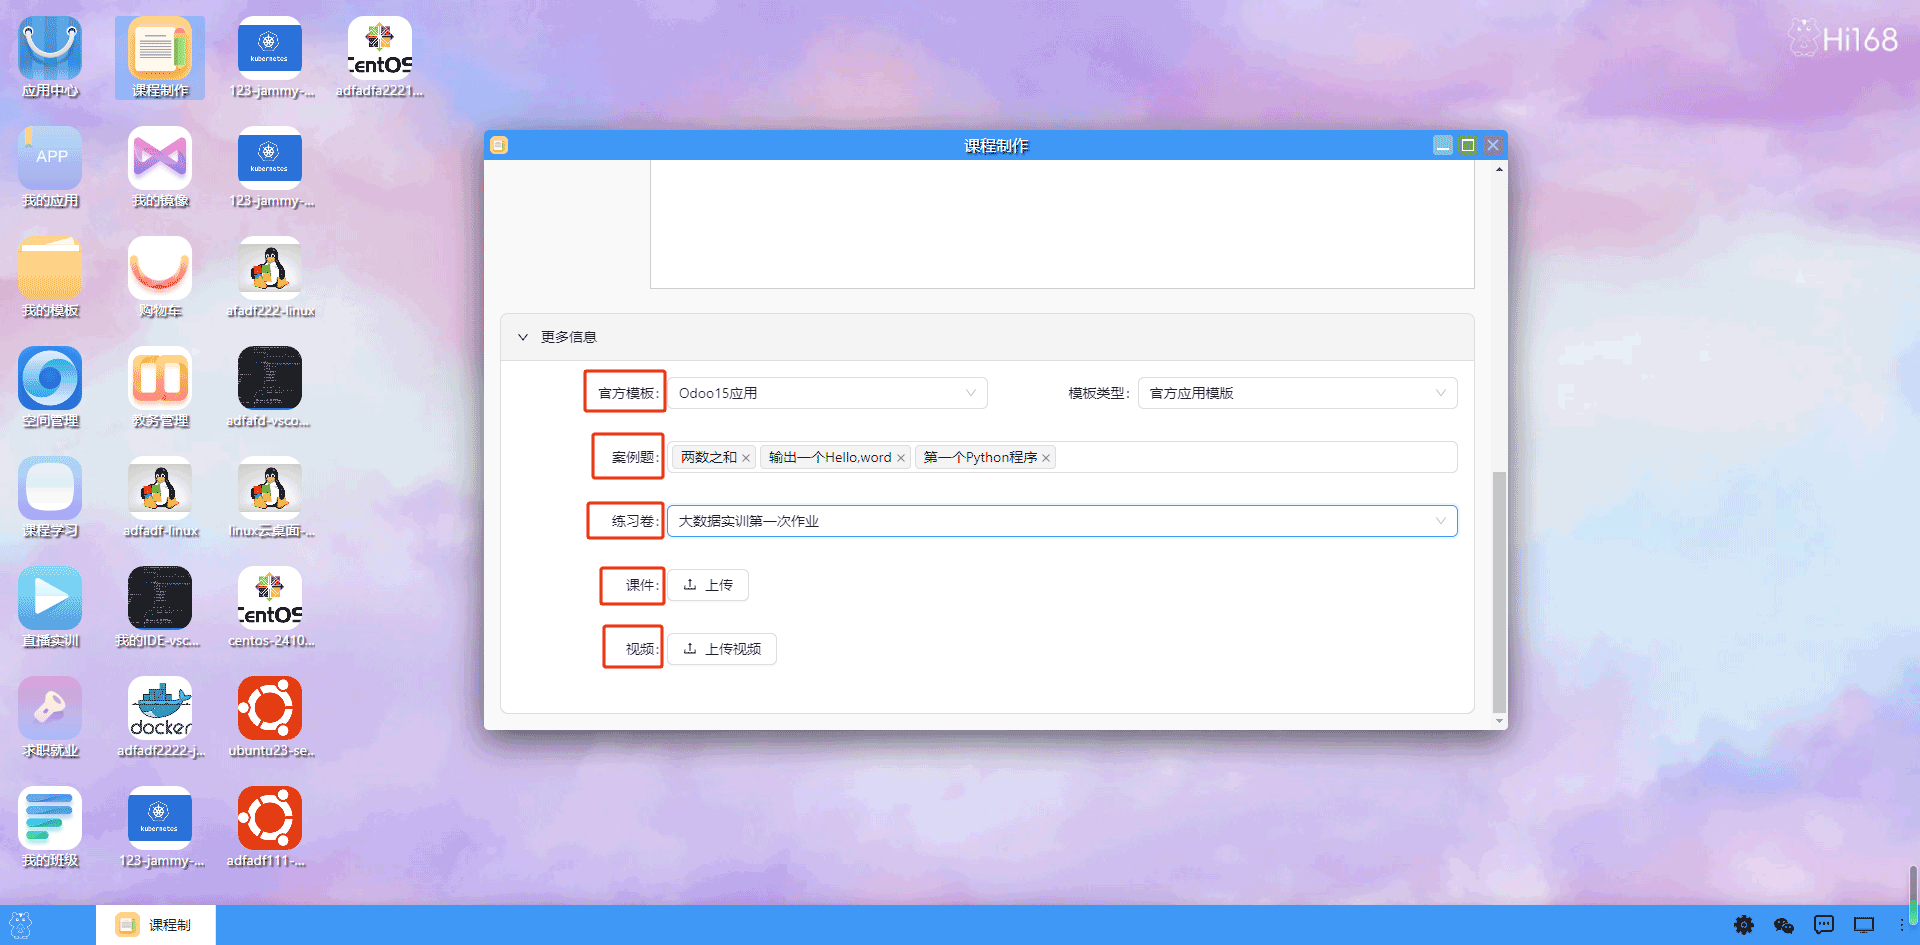 应用中心
课程制作
kubernetes
123-jammy-...
CentOS
adfadfa2221...
Hi168
APP
我的应用
我的镜像
kubernetes
123-jammy-...
我的模板
购物车
afadf222-linux
空间管理
教务管理
adfafd-vsco...
课程学习
adfadf-linux
linux云桌面-...
直播实训
我的IDE-vsc...
CentOS
centos-2410...
求职就业
docker
adfadf2222-j...
ubuntu23-se..
我的班级
kubernetes
123-jammy-...
adfadf111-...
课程制作
更多信息
官方模板:
Odoo15应用
模板类型:
官方应用模版
案例题:
两数之和 ×
输出一个Hello,word ×
第一个Python程序 ×
练习卷:
大数据实训第一次作业
课件:
上传
视频:
上传视频
课程制